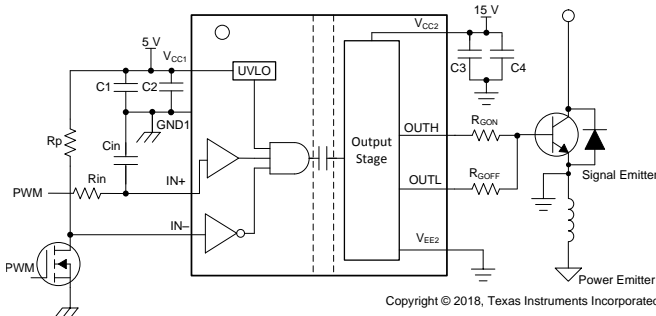 15 V
5 V
VCC2
VCC1
C1
C2
UVLO
C3
C4
GND1
Rp
Cin
OUTH
RGON
Output
Stage
IN+
PWM
Rin
OUTL
RGOFF
Signal Emitter
IN–
VEE2
PWM
Power Emitter
Copyright © 2018, Texas Instruments Incorporated